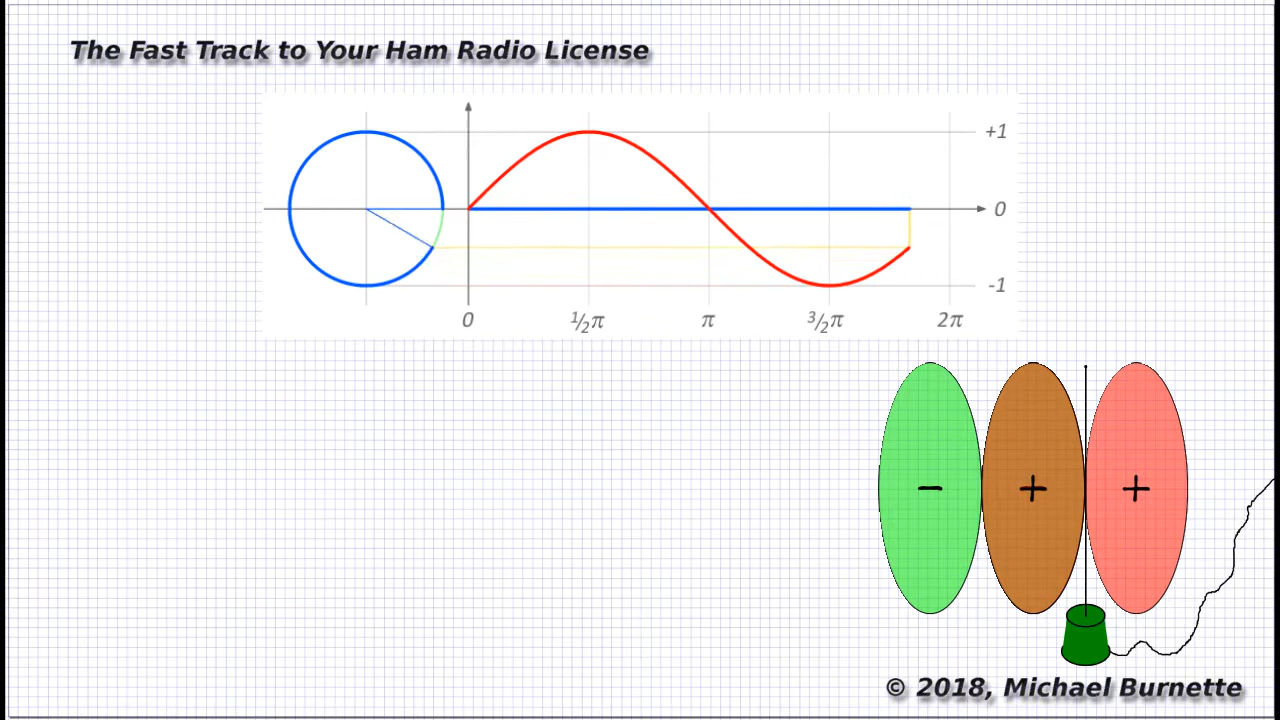 The Fast Track to Your Ham Radio License
+1
0
-1
0 ½π π ³⁄₂π 2π
− + +
© 2018, Michael Burnette